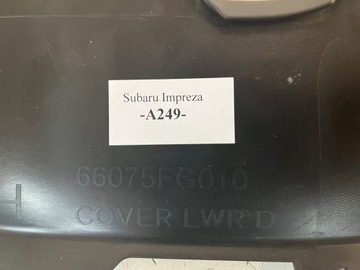 Subaru Impreza
-A249-
66075FG010
H
COVER LWR D